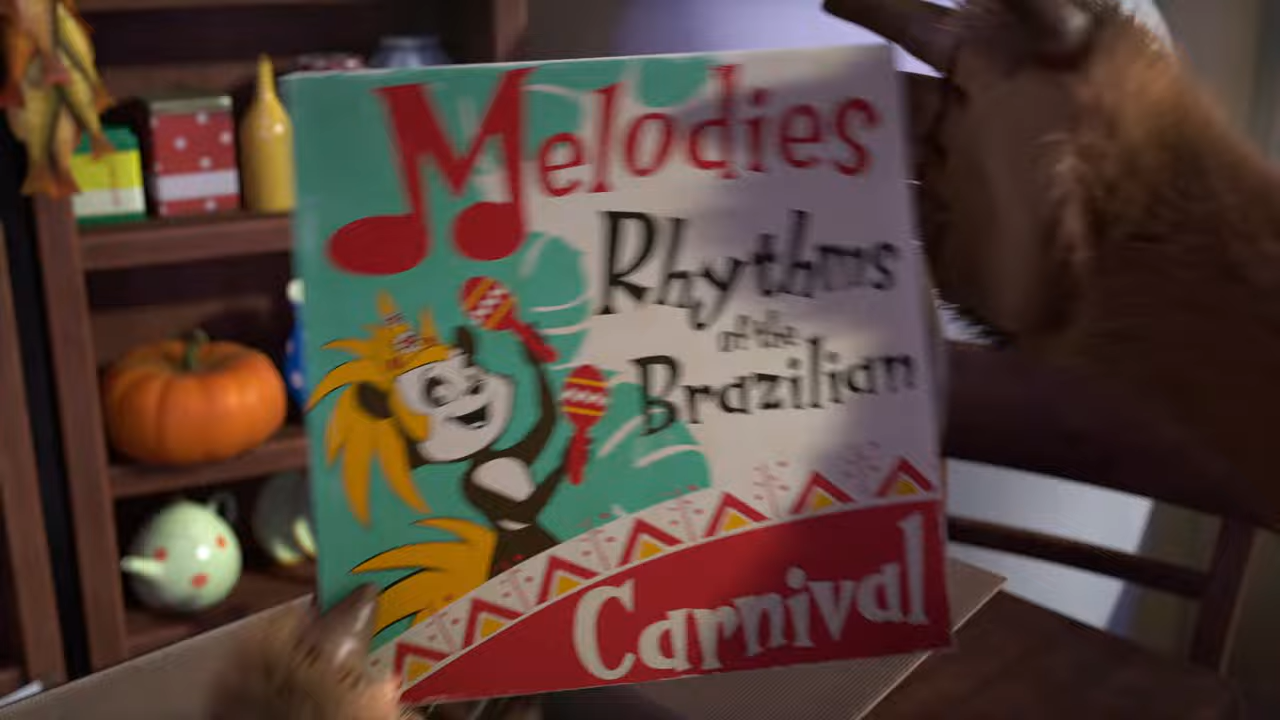 Melodies
Rhythms
of the
Brazilian
Carnival